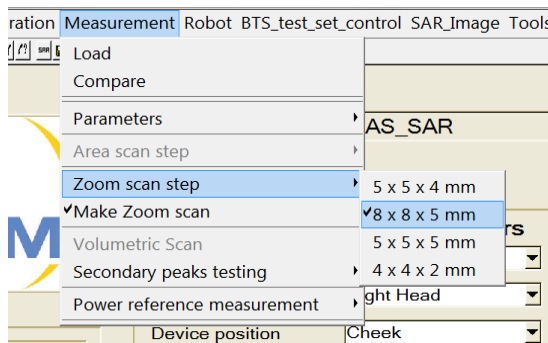 ration Measurement Robot BTS_test_set_control SAR_Image Tools
Load
Compare
Parameters
AS_SAR
Area scan step
Zoom scan step
5 x 5 x 4 mm
✓Make Zoom scan
✓8 x 8 x 5 mm
M
rs
Volumetric Scan
5 x 5 x 5 mm
Secondary peaks testing
4 x 4 x 2 mm
ght Head
Power reference measurement
Device position
Cheek